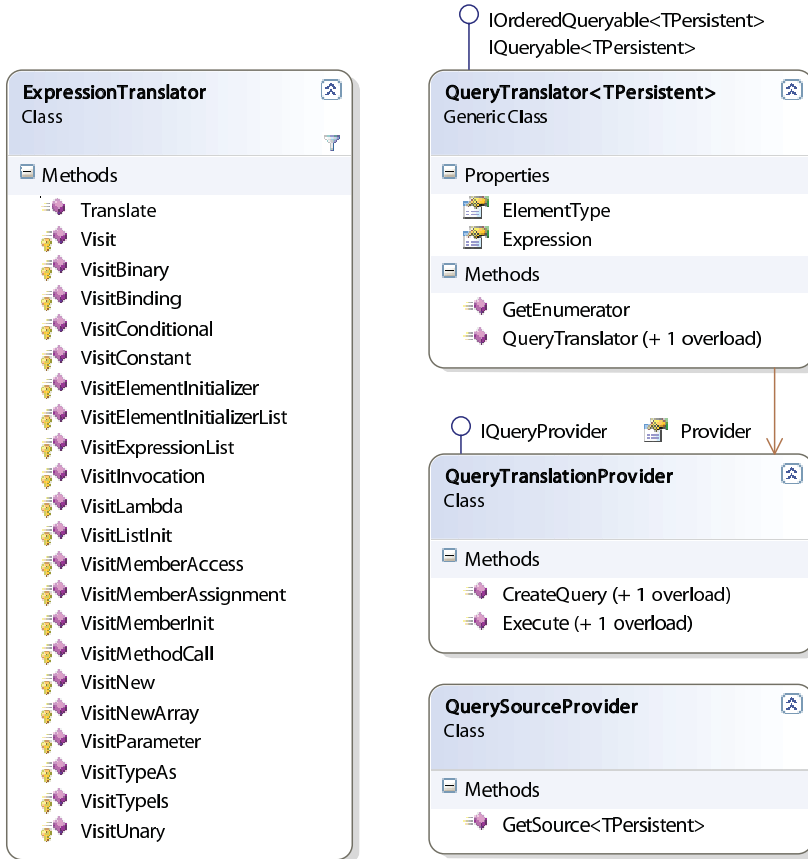 ExpressionTranslator
Class
Methods
Translate
Visit
VisitBinary
VisitBinding
VisitConditional
VisitConstant
VisitElementInitializer
VisitElementInitializerList
VisitExpressionList
VisitInvocation
VisitLambda
VisitListInit
VisitMemberAccess
VisitMemberAssignment
VisitMemberInit
VisitMethodCall
VisitNew
VisitNewArray
VisitParameter
VisitTypeAs
VisitTypeIs
VisitUnary
IOrderedQueryable<TPersistent>
IQueryable<TPersistent>
QueryTranslator<TPersistent>
Generic Class
Properties
ElementType
Expression
Methods
GetEnumerator
QueryTranslator (+ 1 overload)
IQueryProvider
Provider
QueryTranslationProvider
Class
Methods
CreateQuery (+ 1 overload)
Execute (+ 1 overload)
QuerySourceProvider
Class
Methods
GetSource<TPersistent>